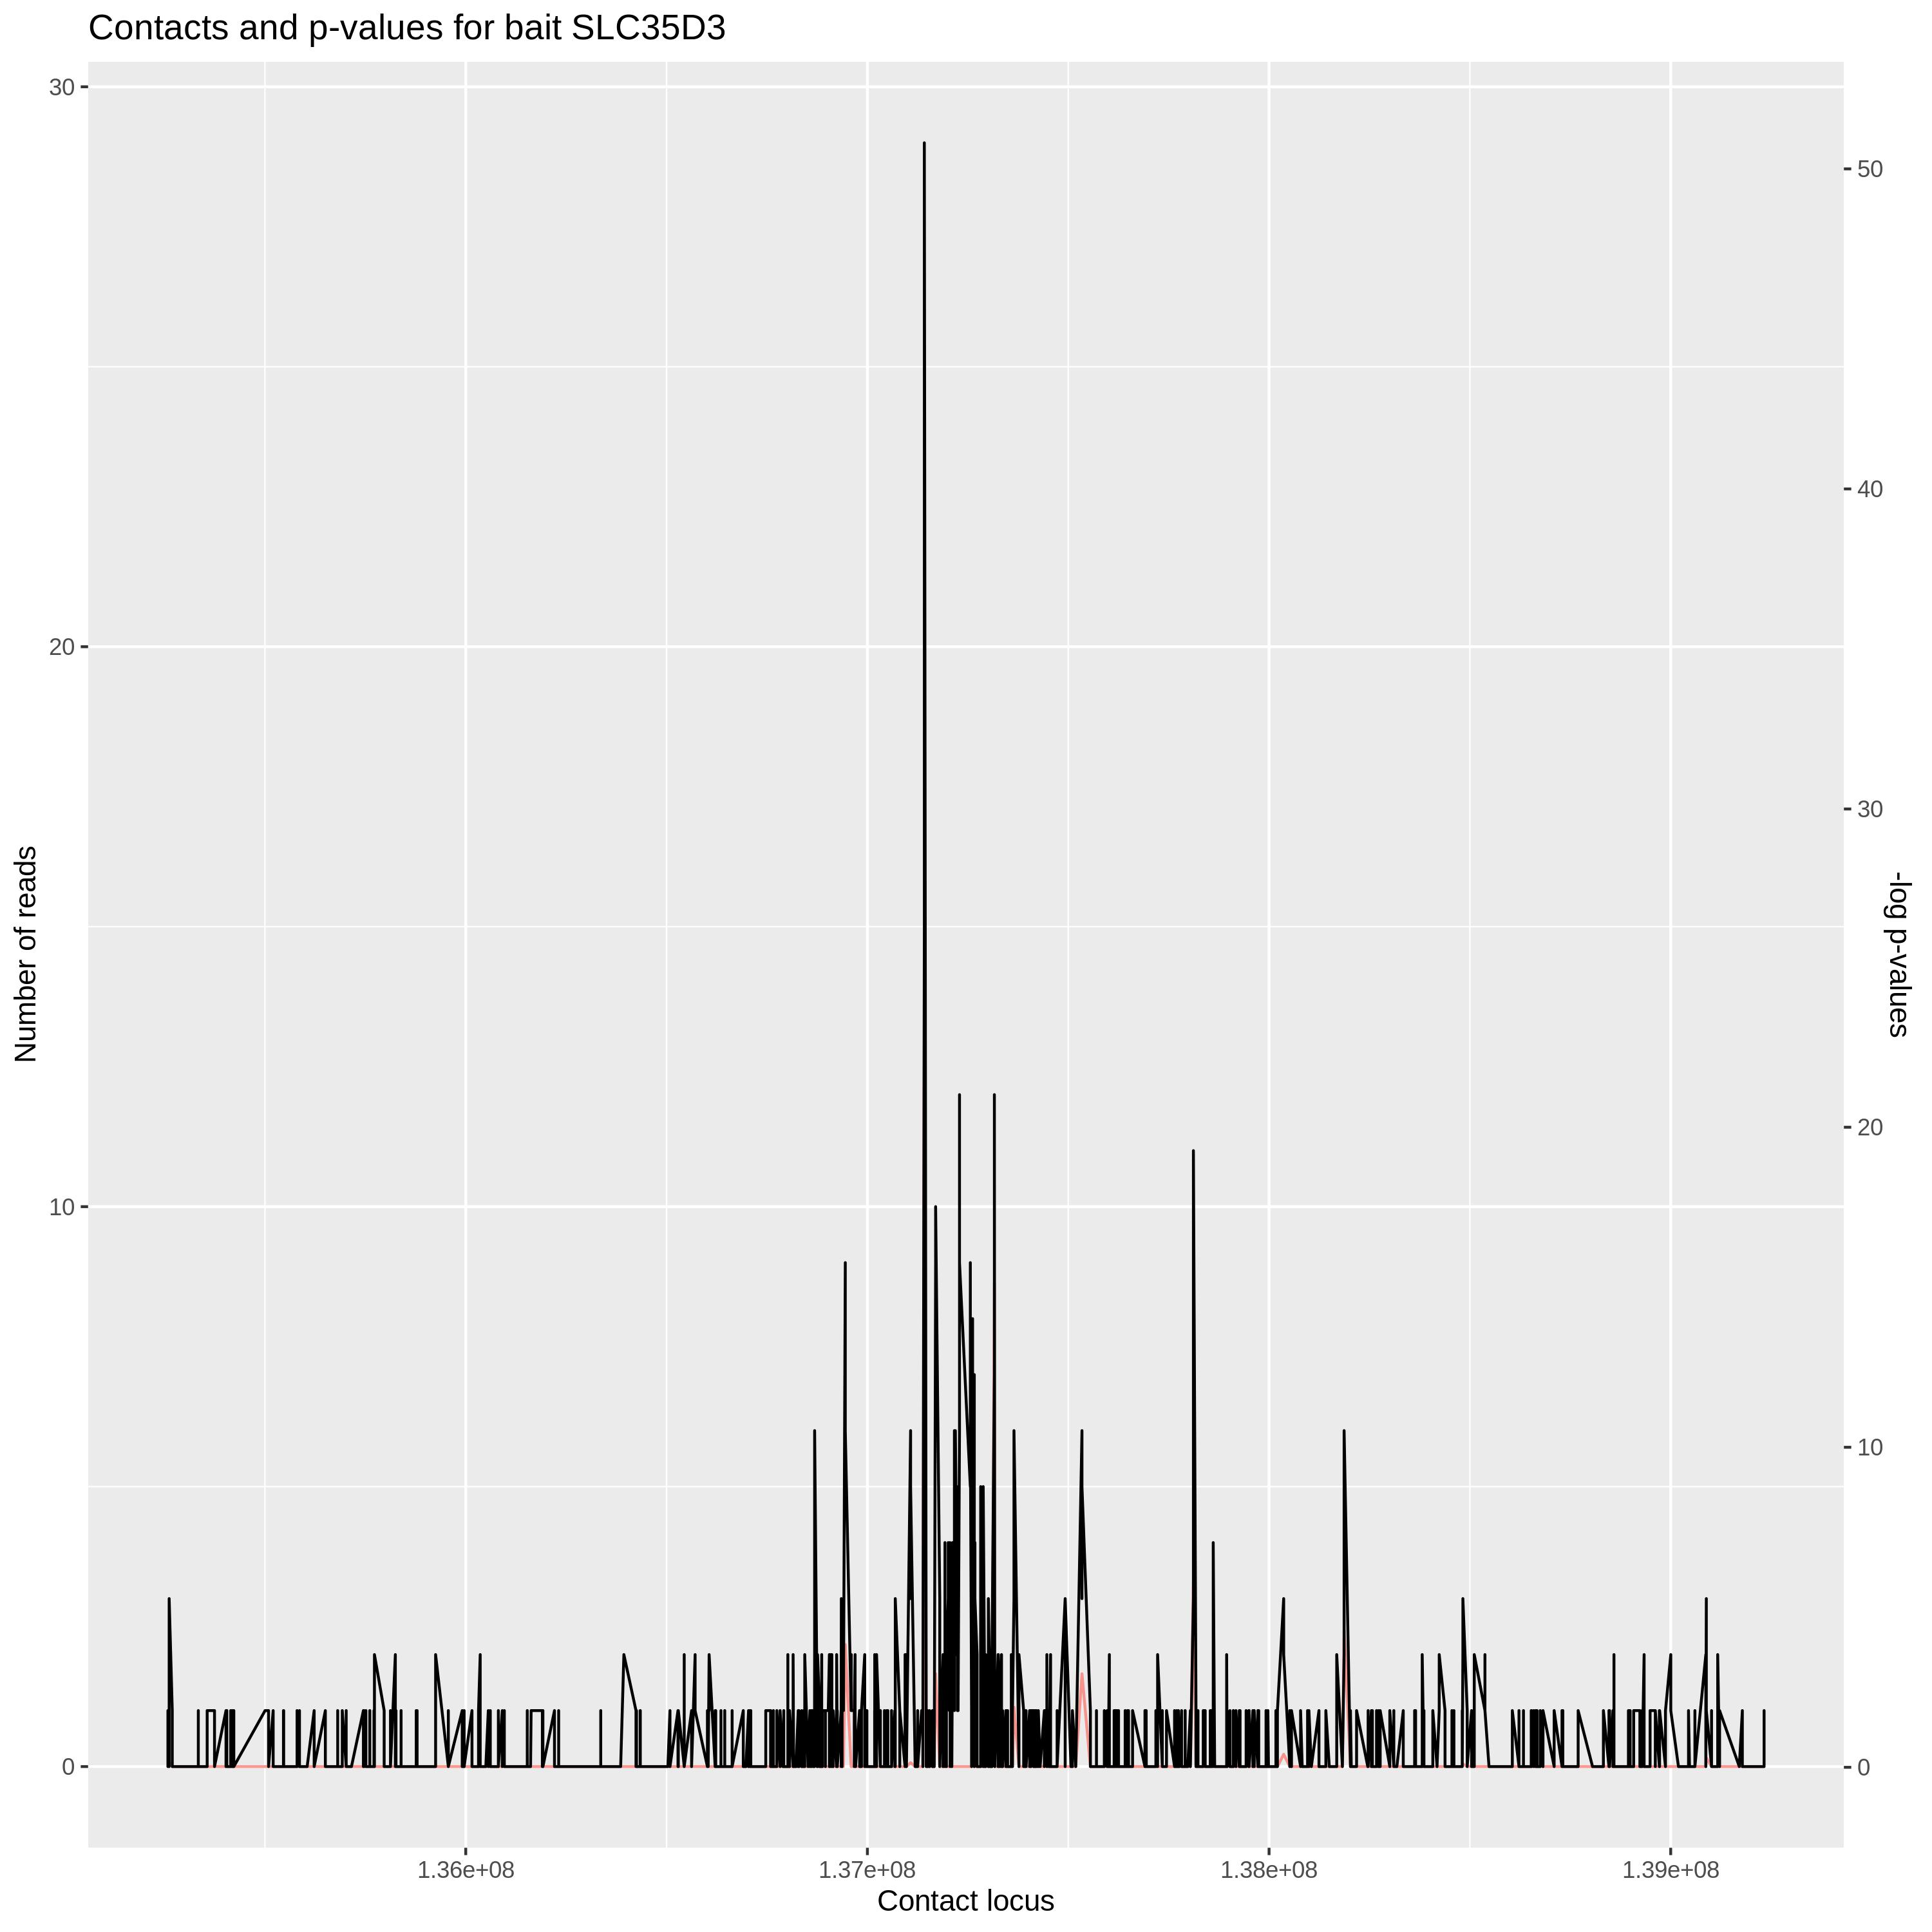 Contacts and p-values for bait SLC35D3
30
20
10
0
Number of reads
50
40
30
20
10
0
-log p-values
1.36e+08 1.37e+08 1.38e+08 1.39e+08
Contact locus